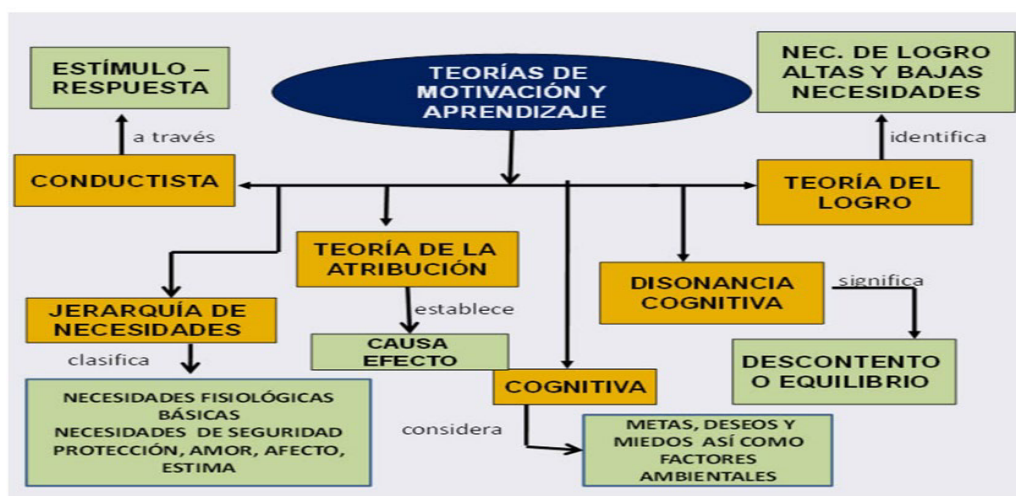 TEORÍAS DE
MOTIVACIÓN Y
APRENDIZAJE
ESTÍMULO –
RESPUESTA
a través
CONDUCTISTA
NEC. DE LOGRO
ALTAS Y BAJAS
NECESIDADES
identifica
TEORÍA DEL
LOGRO
JERARQUÍA DE
NECESIDADES
clasifica
NECESIDADES FISIOLÓGICAS
BÁSICAS
NECESIDADES DE SEGURIDAD
PROTECCIÓN, AMOR, AFECTO,
ESTIMA
TEORÍA DE LA
ATRIBUCIÓN
establece
CAUSA
EFECTO
COGNITIVA
considera
METAS, DESEOS Y
MIEDOS ASÍ COMO
FACTORES
AMBIENTALES
DISONANCIA
COGNITIVA
significa
DESCONTENTO
O EQUILIBRIO